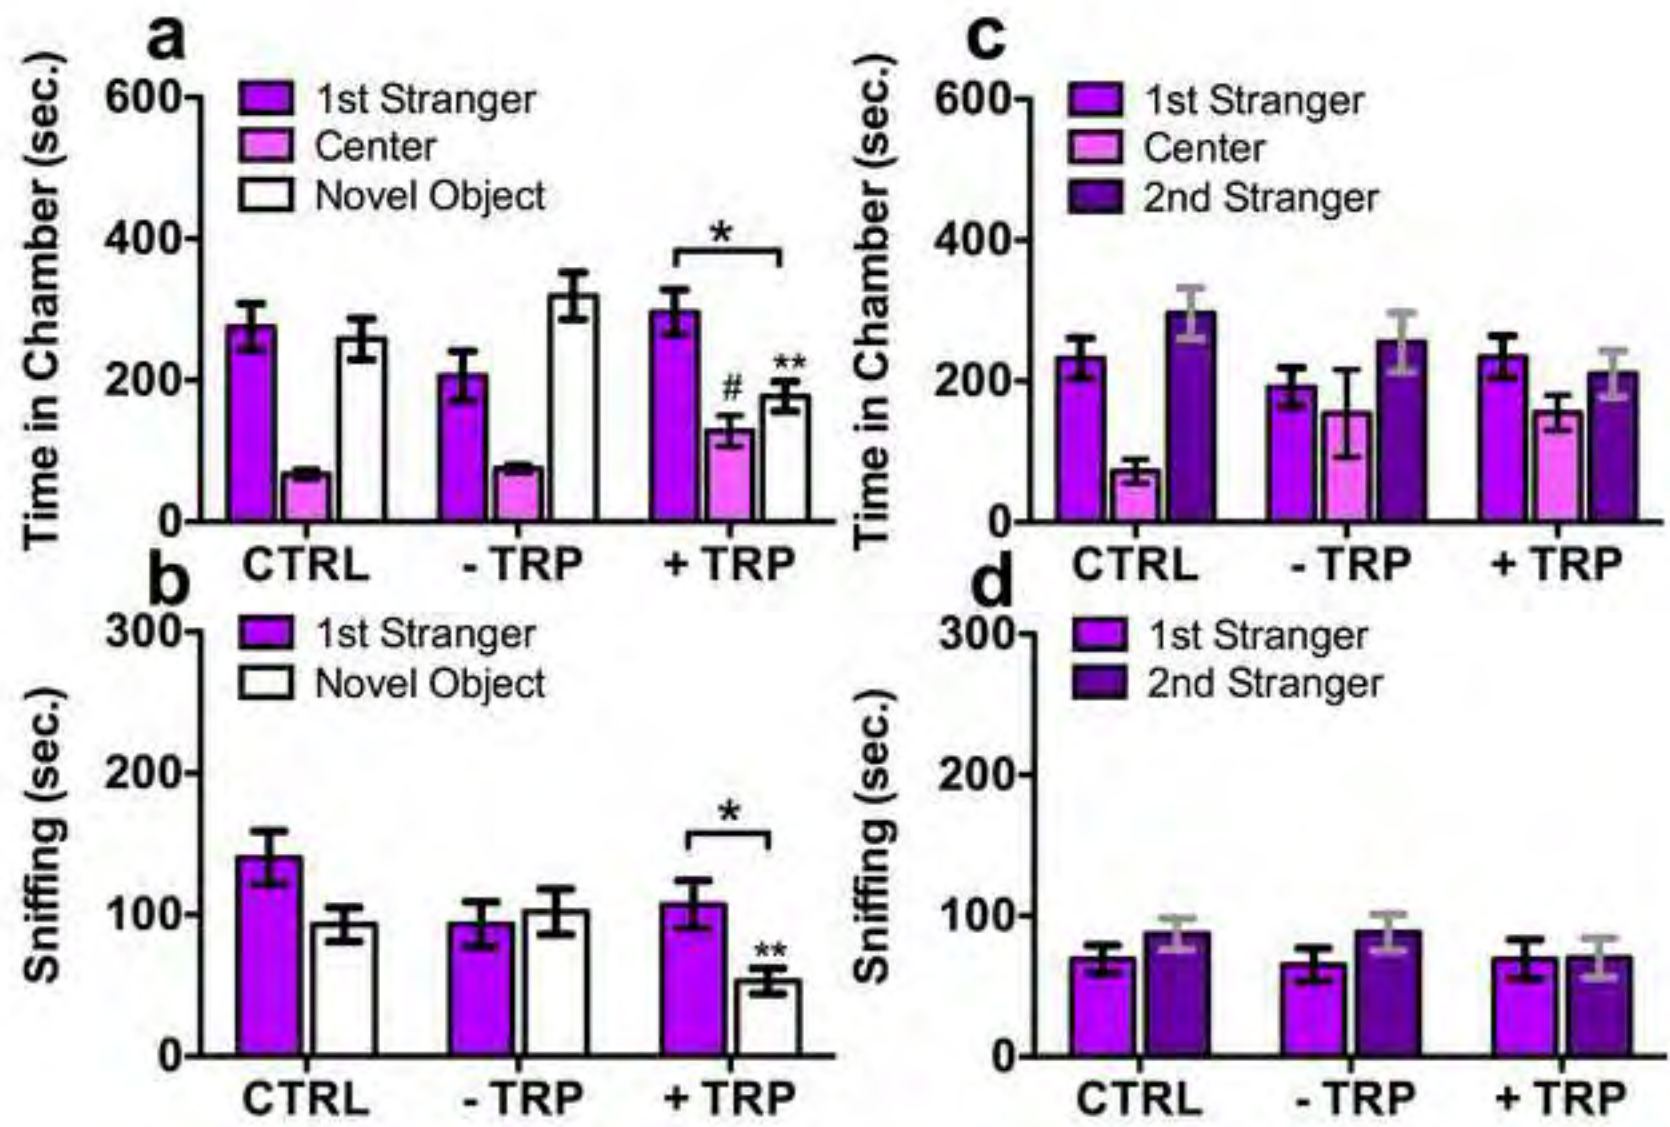 a
Time in Chamber (sec.)
600
400
200
0
1st Stranger
Center
Novel Object
*
#
**
CTRL
- TRP
+ TRP
c
Time in Chamber (sec.)
600
400
200
0
1st Stranger
Center
2nd Stranger
CTRL
- TRP
+ TRP
b
Sniffing (sec.)
300
200
100
0
1st Stranger
Novel Object
*
**
CTRL
- TRP
+ TRP
d
Sniffing (sec.)
300
200
100
0
1st Stranger
2nd Stranger
CTRL
- TRP
+ TRP